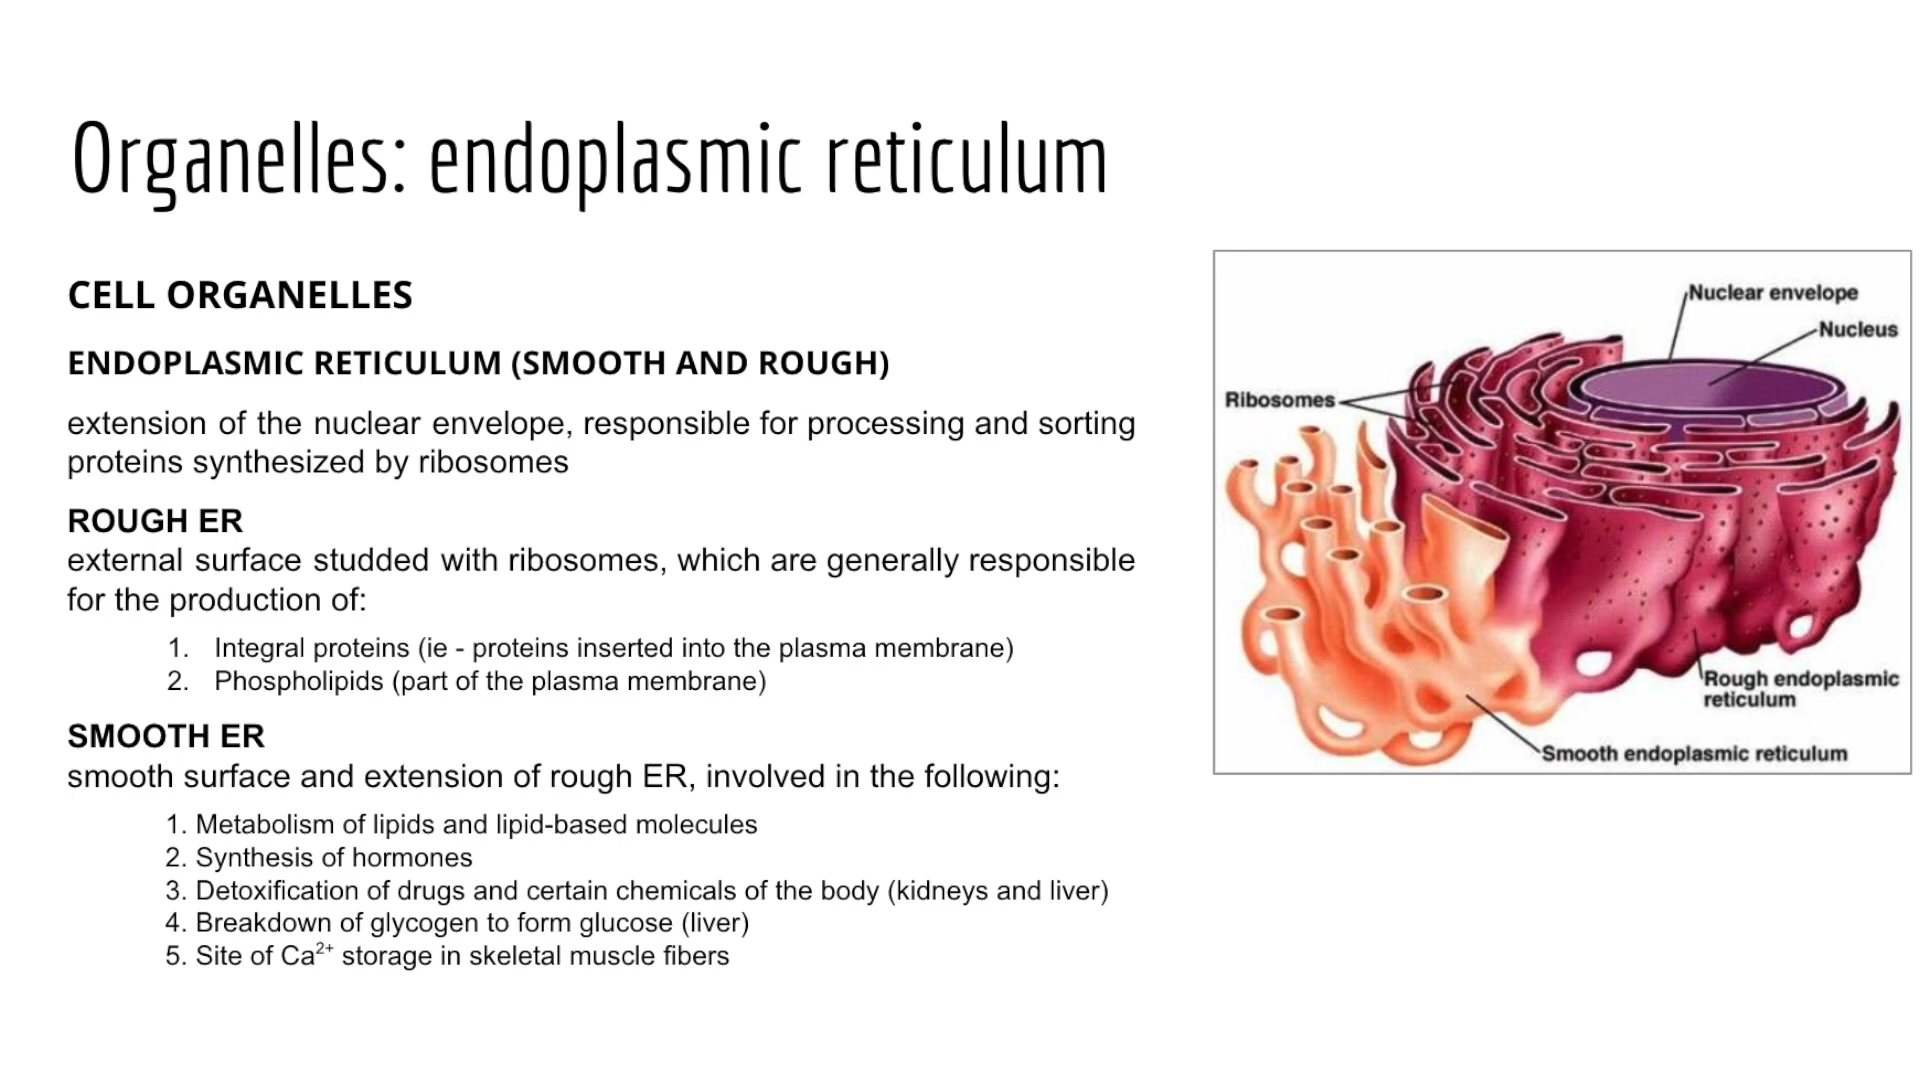 Organelles: endoplasmic reticulum
CELL ORGANELLES
ENDOPLASMIC RETICULUM (SMOOTH AND ROUGH)
extension of the nuclear envelope, responsible for processing and sorting
proteins synthesized by ribosomes
ROUGH ER
external surface studded with ribosomes, which are generally responsible
for the production of:
1. Integral proteins (ie - proteins inserted into the plasma membrane)
2. Phospholipids (part of the plasma membrane)
SMOOTH ER
smooth surface and extension of rough ER, involved in the following:
1. Metabolism of lipids and lipid-based molecules
2. Synthesis of hormones
3. Detoxification of drugs and certain chemicals of the body (kidneys and liver)
4. Breakdown of glycogen to form glucose (liver)
5. Site of Ca²⁺ storage in skeletal muscle fibers
Nuclear envelope
Nucleus
Ribosomes
Rough endoplasmic
reticulum
Smooth endoplasmic reticulum